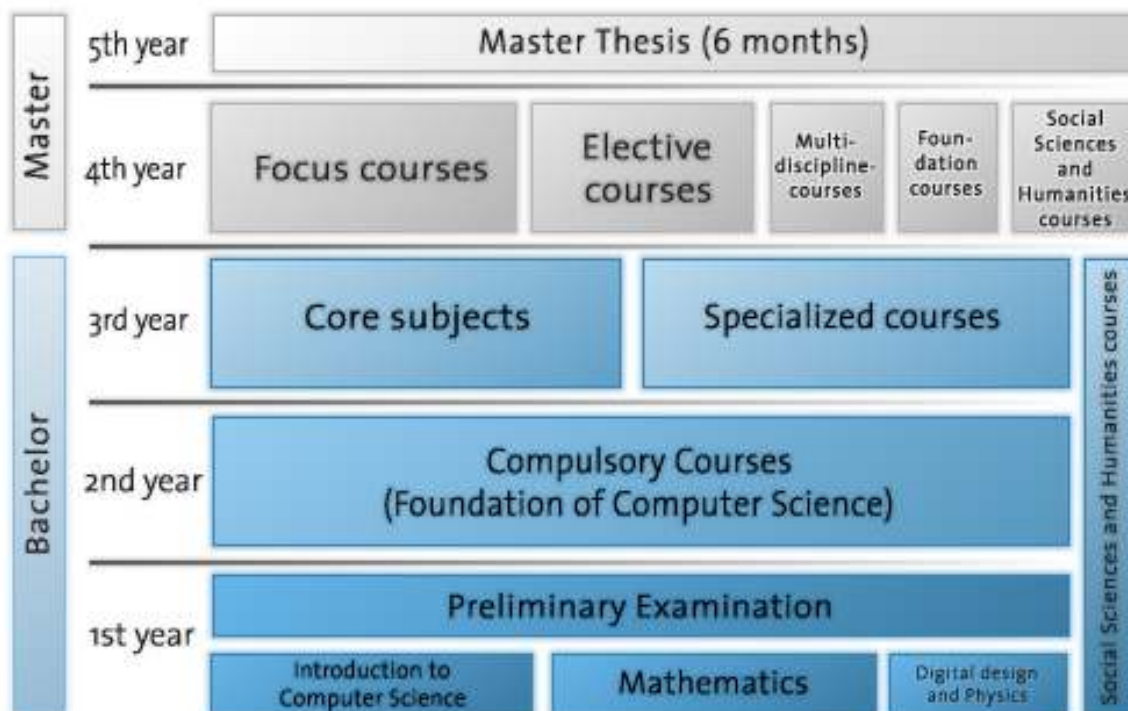 Master
5th year
Master Thesis (6 months)
4th year
Focus courses
Elective
courses
Multi-
discipline-
courses
Foun-
dation
courses
Social
Sciences
and
Humanities
courses
Bachelor
3rd year
Core subjects
Specialized courses
Social Sciences and Humanities courses
2nd year
Compulsory Courses
(Foundation of Computer Science)
1st year
Preliminary Examination
Introduction to
Computer Science
Mathematics
Digital design
and Physics